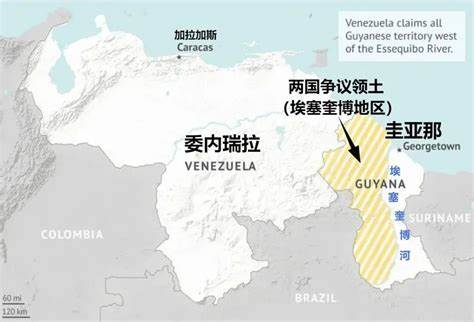 Venezuela claims all
Guyanese territory west
of the Essequibo River.
加拉加斯
Caracas
两国争议领土
（埃塞奎博地区）
圭亚那
Georgetown
委内瑞拉
VENEZUELA
GUYANA
埃塞奎博河
SURINAME
COLOMBIA
BRAZIL
60 mi
120 km